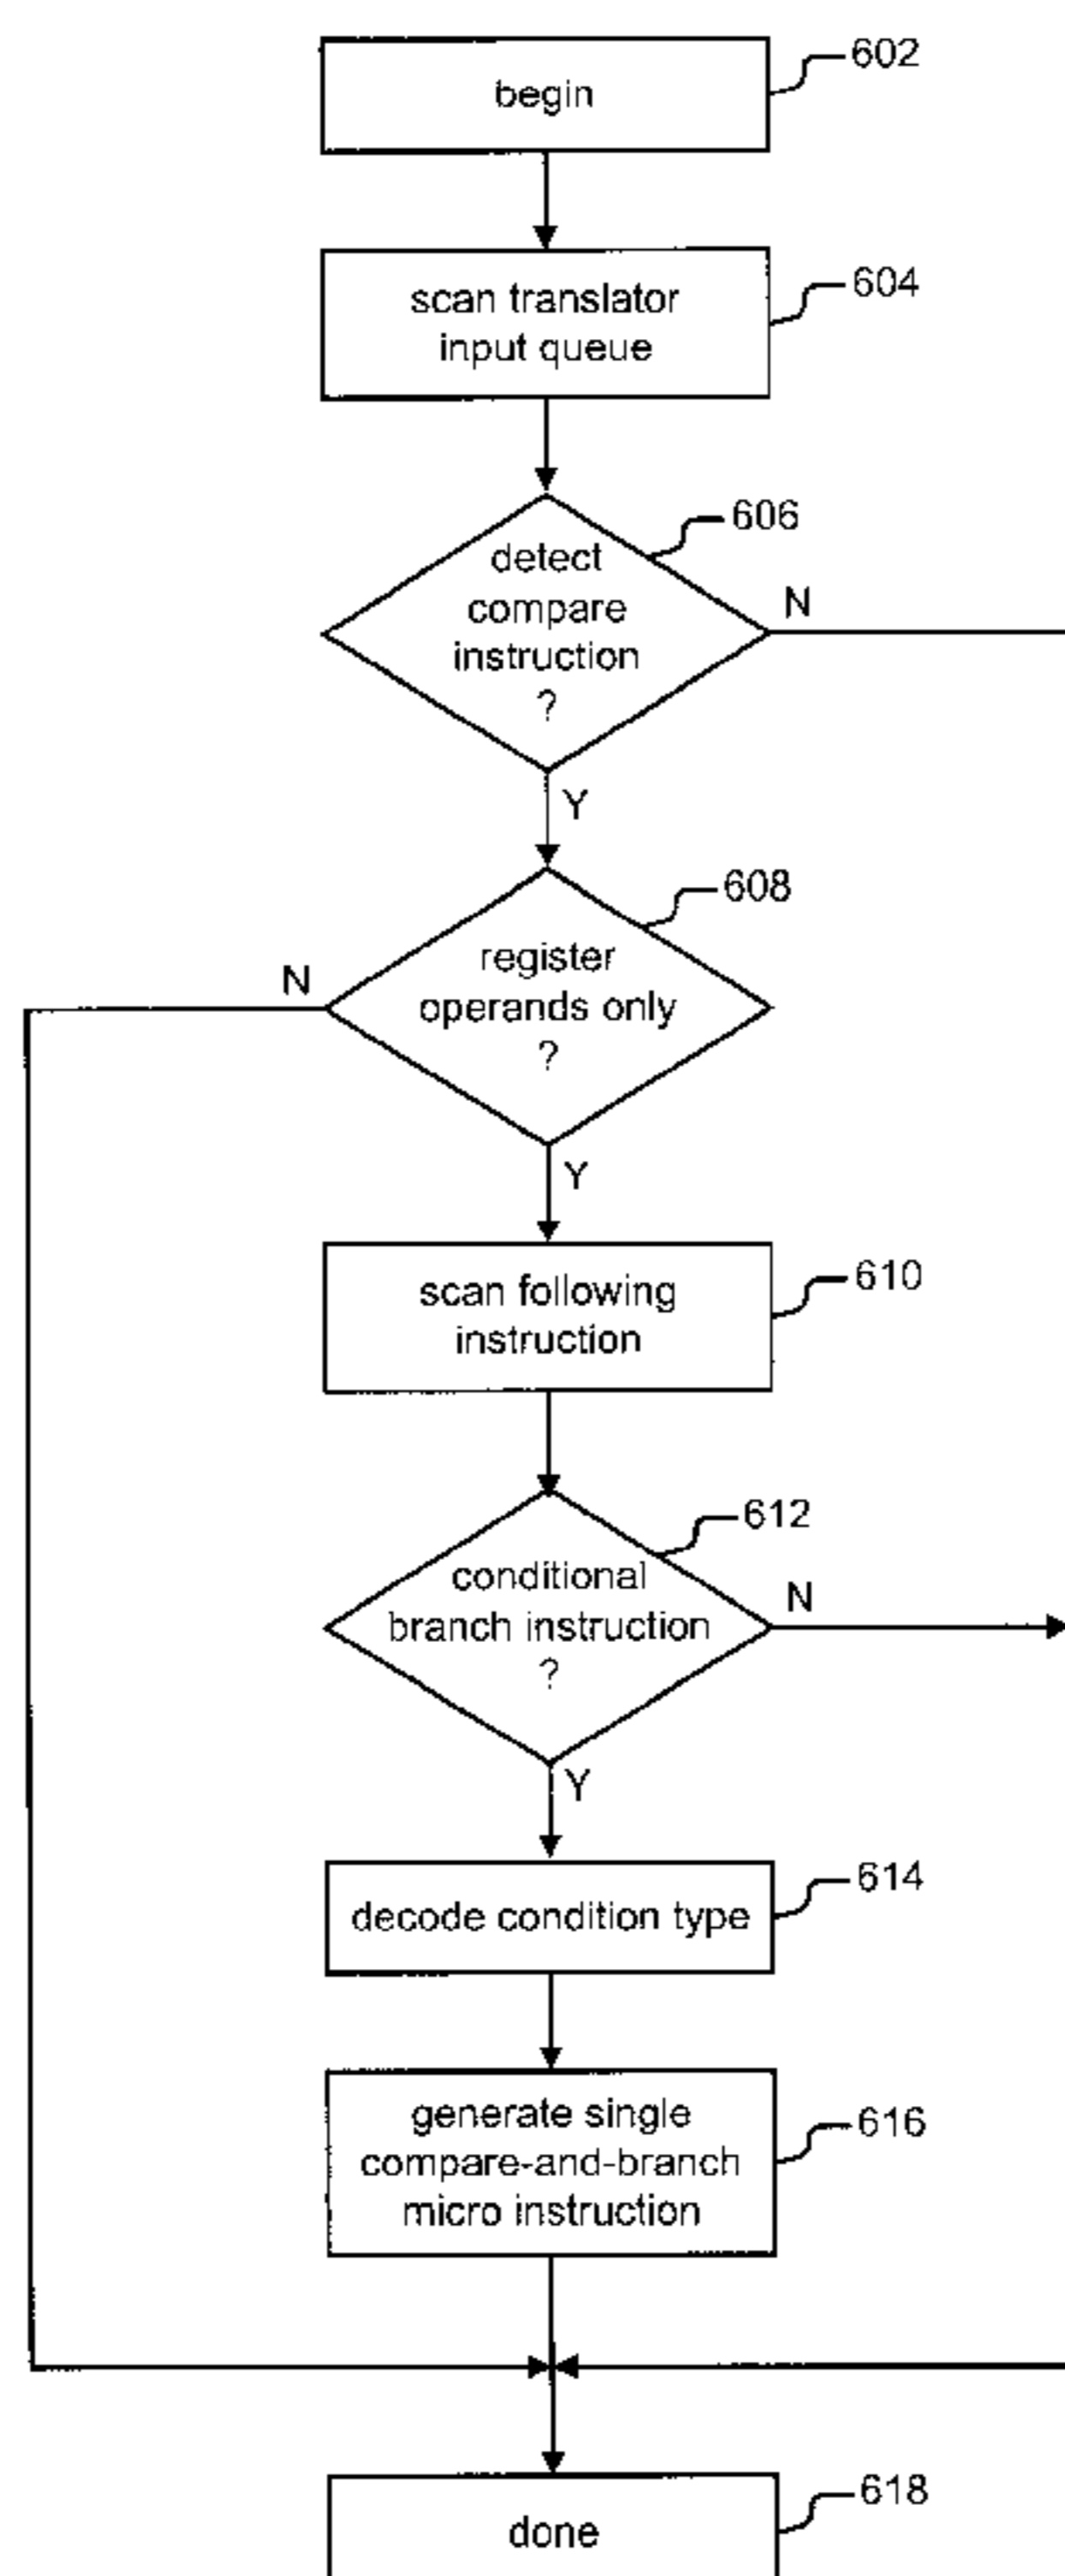 begin
602
scan translator
input queue
604
606
detect
compare
instruction
?
N
Y
608
register
operands only
?
N
Y
scan following
instruction
610
612
conditional
branch instruction
?
N
Y
decode condition type
614
generate single
compare-and-branch
micro instruction
616
done
618